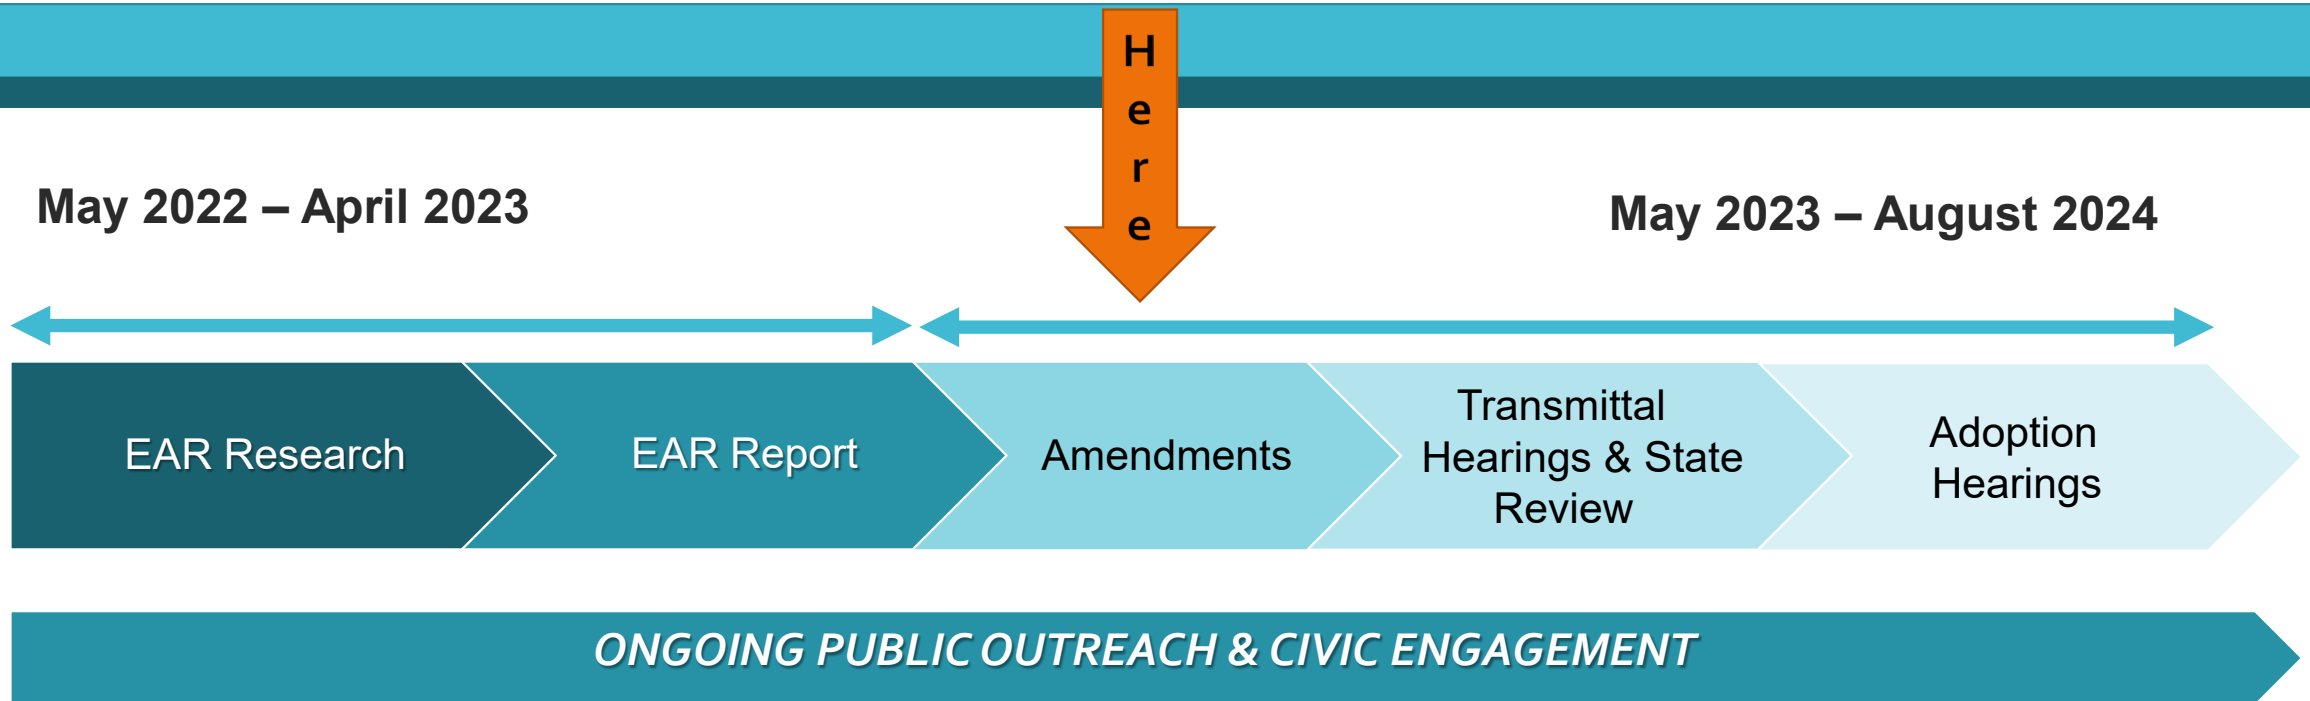 Here
May 2022 – April 2023
May 2023 – August 2024
EAR Research
EAR Report
Amendments
Transmittal
Hearings & State
Review
Adoption
Hearings
ONGOING PUBLIC OUTREACH & CIVIC ENGAGEMENT